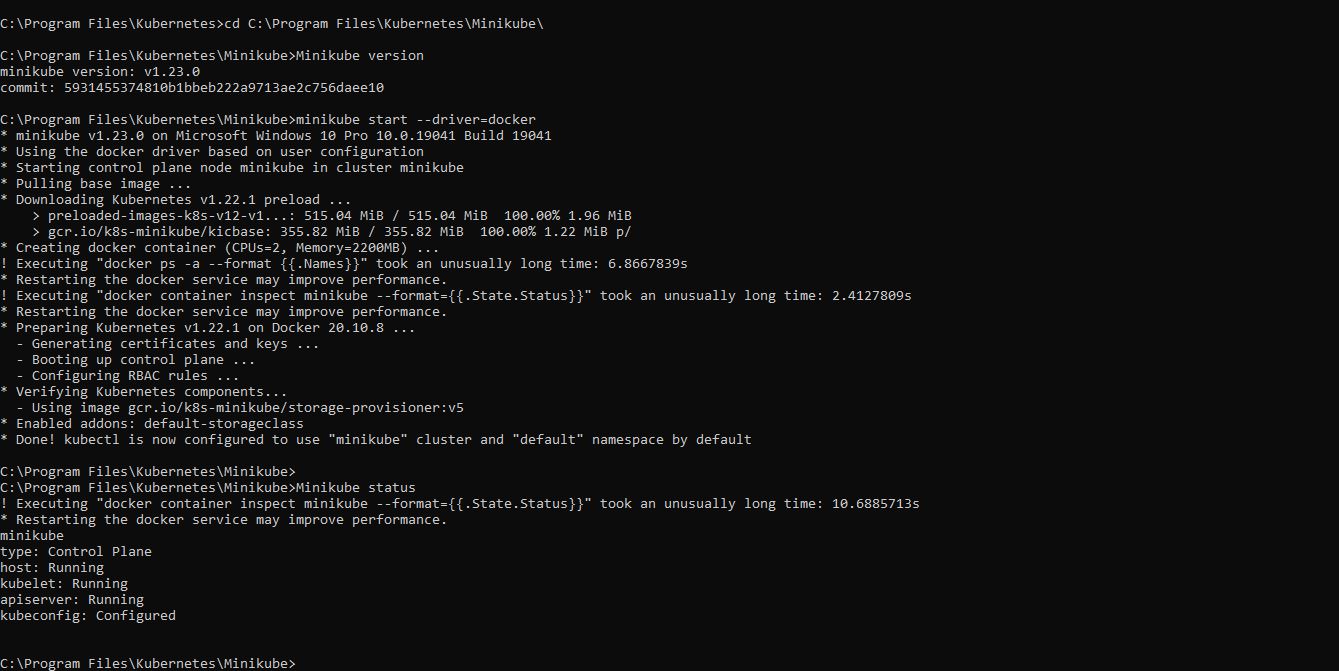 C:\Program Files\Kubernetes>cd C:\Program Files\Kubernetes\Minikube\
C:\Program Files\Kubernetes\Minikube>Minikube version
minikube version: v1.23.0
commit: 5931455374810b1bbeb222a9713ae2c756daee10
C:\Program Files\Kubernetes\Minikube>minikube start --driver=docker
* minikube v1.23.0 on Microsoft Windows 10 Pro 10.0.19041 Build 19041
* Using the docker driver based on user configuration
* Starting control plane node minikube in cluster minikube
* Pulling base image ...
* Downloading Kubernetes v1.22.1 preload ...
    > preloaded-images-k8s-v12-v1...: 515.04 MiB / 515.04 MiB  100.00% 1.96 MiB
    > gcr.io/k8s-minikube/kicbase: 355.82 MiB / 355.82 MiB  100.00% 1.22 MiB p/
* Creating docker container (CPUs=2, Memory=2200MB) ...
! Executing "docker ps -a --format {{.Names}}" took an unusually long time: 6.8667839s
* Restarting the docker service may improve performance.
! Executing "docker container inspect minikube --format={{.State.Status}}" took an unusually long time: 2.4127809s
* Restarting the docker service may improve performance.
* Preparing Kubernetes v1.22.1 on Docker 20.10.8 ...
  - Generating certificates and keys ...
  - Booting up control plane ...
  - Configuring RBAC rules ...
* Verifying Kubernetes components...
  - Using image gcr.io/k8s-minikube/storage-provisioner:v5
* Enabled addons: default-storageclass
* Done! kubectl is now configured to use "minikube" cluster and "default" namespace by default
C:\Program Files\Kubernetes\Minikube>
C:\Program Files\Kubernetes\Minikube>Minikube status
! Executing "docker container inspect minikube --format={{.State.Status}}" took an unusually long time: 10.6885713s
* Restarting the docker service may improve performance.
minikube
type: Control Plane
host: Running
kubelet: Running
apiserver: Running
kubeconfig: Configured
C:\Program Files\Kubernetes\Minikube>